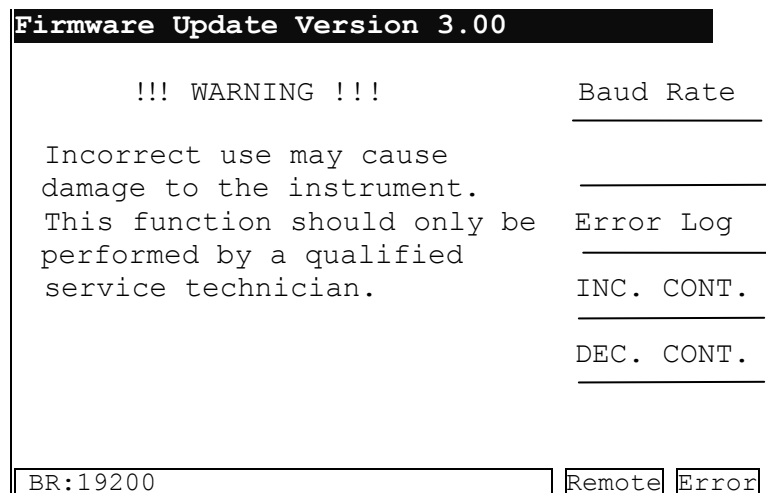 Firmware Update Version 3.00
!!! WARNING !!!
Incorrect use may cause
damage to the instrument.
This function should only be
performed by a qualified
service technician.
Baud Rate
Error Log
INC. CONT.
DEC. CONT.
BR:19200
Remote
Error